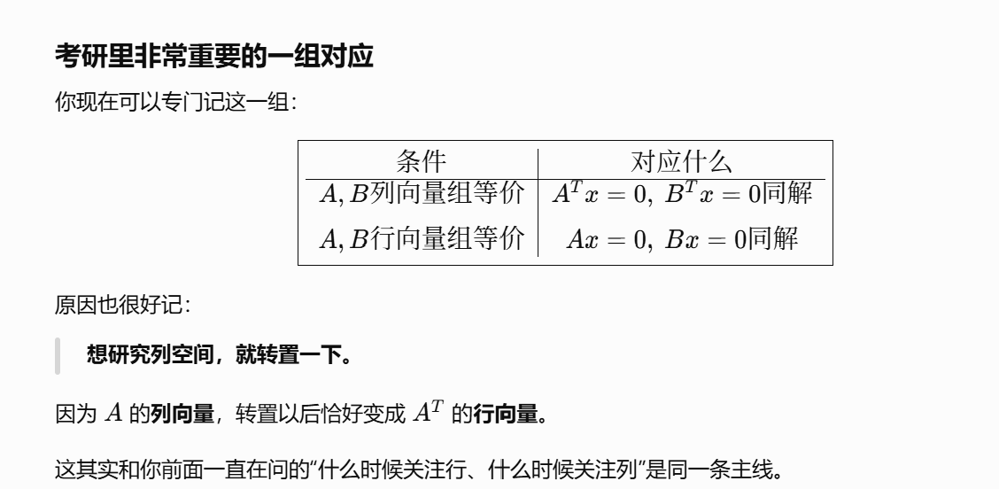 考研里非常重要的一组对应
你现在可以专门记这一组：
条件 对应什么
A, B列向量组等价 Aᵀx = 0, Bᵀx = 0同解
A, B行向量组等价 Ax = 0, Bx = 0同解
原因也很好记：
想研究列空间，就转置一下。
因为 A 的列向量，转置以后恰好变成 Aᵀ 的行向量。
这其实和你前面一直在问的“什么时候关注行、什么时候关注列”是同一条主线。